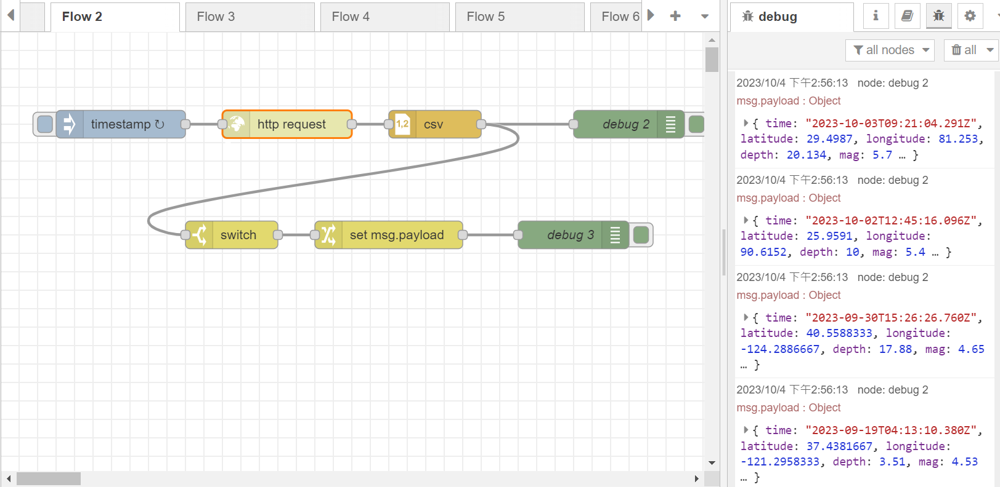 Flow 2
Flow 3
Flow 4
Flow 5
Flow 6
debug
i
all nodes
all
timestamp ↻
http request
1,2
csv
debug 2
switch
set msg.payload
debug 3
2023/10/4 下午2:56:13 node: debug 2
msg.payload : Object
{ time: "2023-10-03T09:21:04.291Z",
latitude: 29.4987, longitude: 81.253,
depth: 20.134, mag: 5.7 … }
2023/10/4 下午2:56:13 node: debug 2
msg.payload : Object
{ time: "2023-10-02T12:45:16.096Z",
latitude: 25.9591, longitude:
90.6152, depth: 10, mag: 5.4 … }
2023/10/4 下午2:56:13 node: debug 2
msg.payload : Object
{ time: "2023-09-30T15:26:26.760Z",
latitude: 40.5588333, longitude:
-124.2886667, depth: 17.88, mag: 4.65
… }
2023/10/4 下午2:56:13 node: debug 2
msg.payload : Object
{ time: "2023-09-19T04:13:10.380Z",
latitude: 37.4381667, longitude:
-121.2958333, depth: 3.51, mag: 4.53
… }